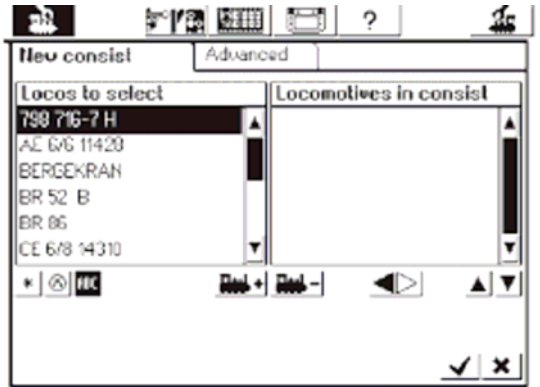 ?
New consist
Advanced
Locos to select
Locomotives in consist
798 716-7 H
AE 6/6 11428
BERGEKRAN
BR 52 B
BR 86
CE 6/8 14310
ABC